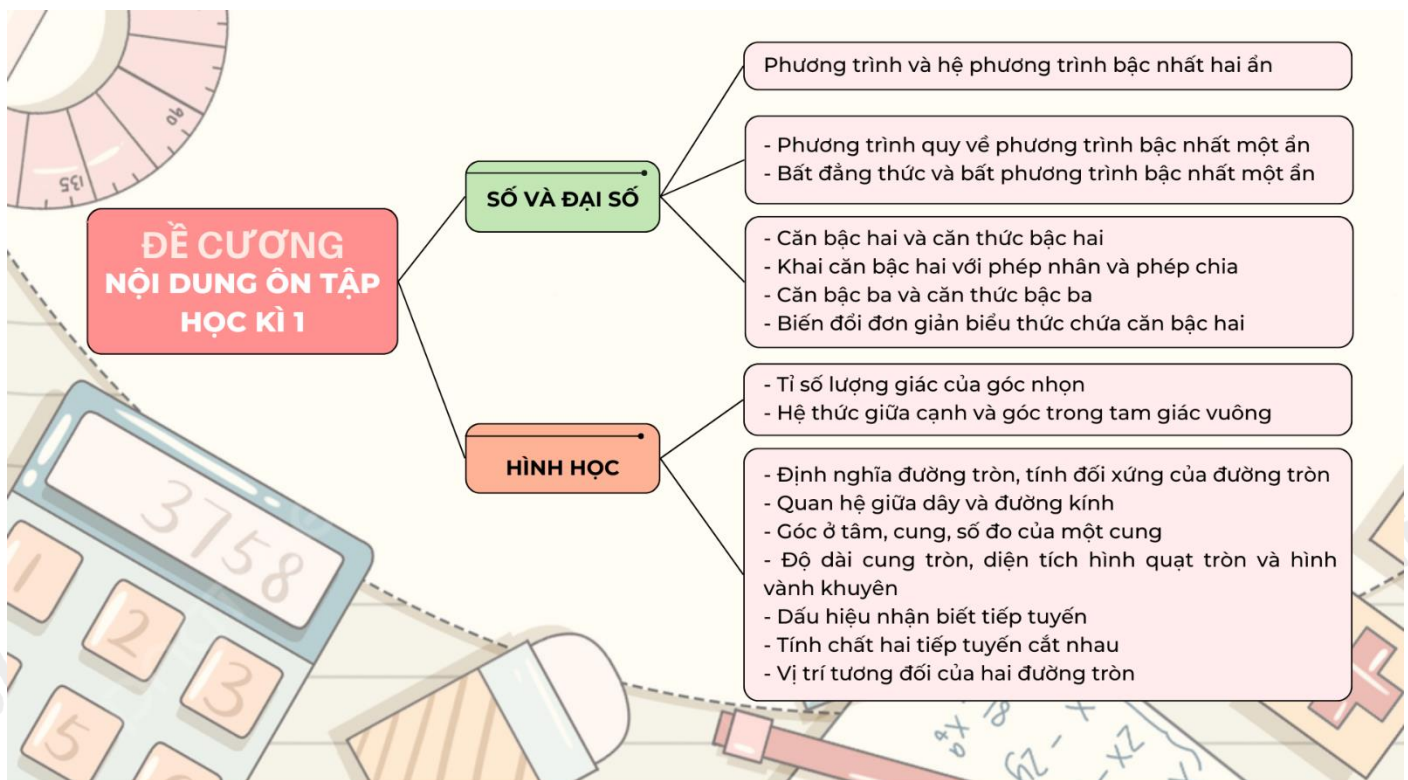 ĐỀ CƯƠNG
NỘI DUNG ÔN TẬP
HỌC KÌ 1
SỐ VÀ ĐẠI SỐ
Phương trình và hệ phương trình bậc nhất hai ẩn
- Phương trình quy về phương trình bậc nhất một ẩn
- Bất đẳng thức và bất phương trình bậc nhất một ẩn
- Căn bậc hai và căn thức bậc hai
- Khai căn bậc hai với phép nhân và phép chia
- Căn bậc ba và căn thức bậc ba
- Biến đổi đơn giản biểu thức chứa căn bậc hai
HÌNH HỌC
- Tỉ số lượng giác của góc nhọn
- Hệ thức giữa cạnh và góc trong tam giác vuông
- Định nghĩa đường tròn, tính đối xứng của đường tròn
- Quan hệ giữa dây và đường kính
- Góc ở tâm, cung, số đo của một cung
- Độ dài cung tròn, diện tích hình quạt tròn và hình
vành khuyên
- Dấu hiệu nhận biết tiếp tuyến
- Tính chất hai tiếp tuyến cắt nhau
- Vị trí tương đối của hai đường tròn
90
135
3758
1
2
3
5